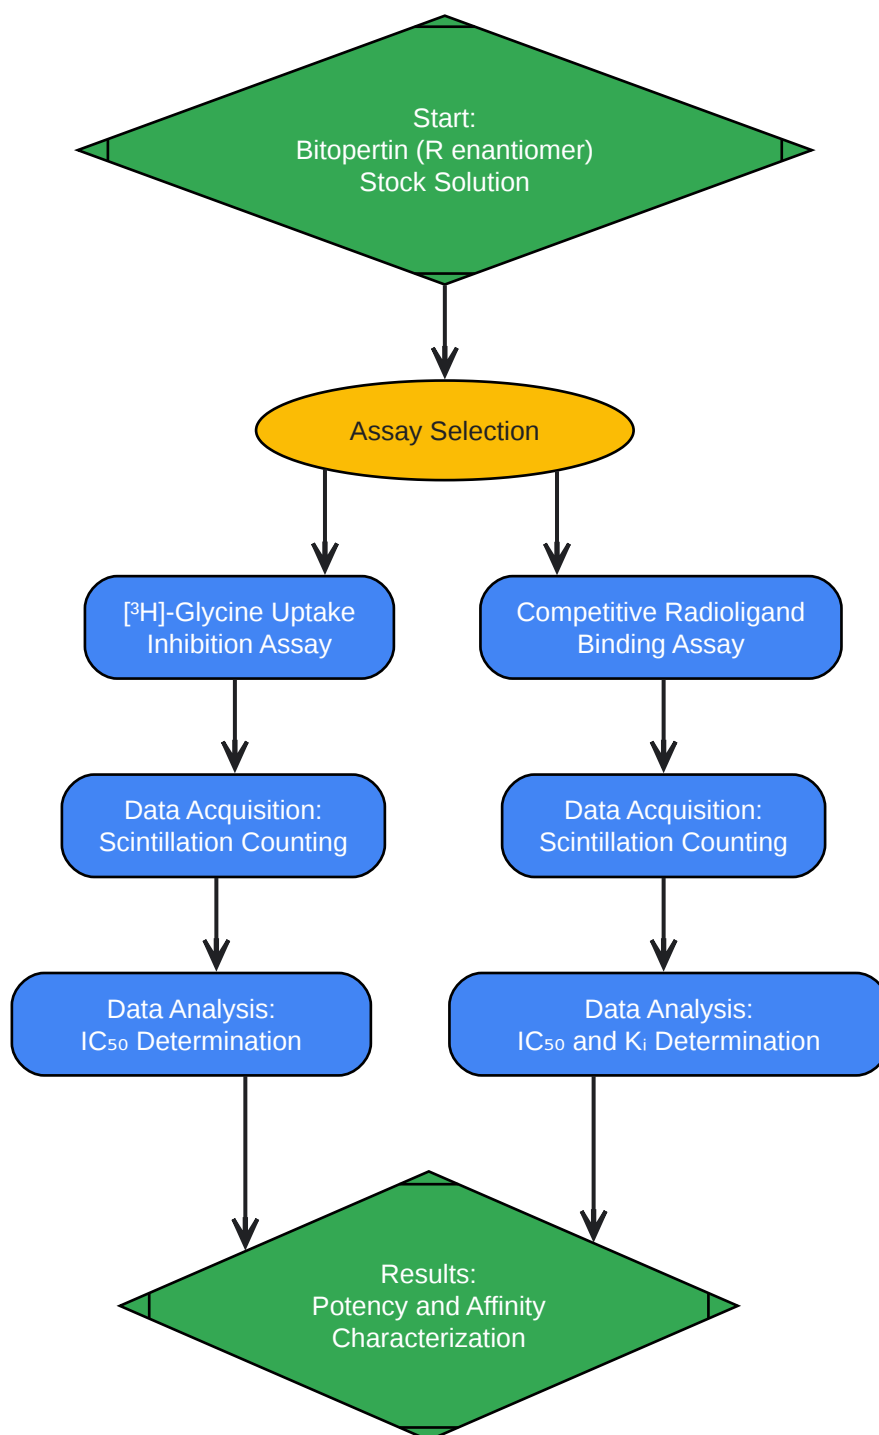 Start:
Bitopertin (R enantiomer)
Stock Solution
Assay Selection
[³H]-Glycine Uptake
Inhibition Assay
Competitive Radioligand
Binding Assay
Data Acquisition:
Scintillation Counting
Data Acquisition:
Scintillation Counting
Data Analysis:
IC₅₀ Determination
Data Analysis:
IC₅₀ and Kᵢ Determination
Results:
Potency and Affinity
Characterization